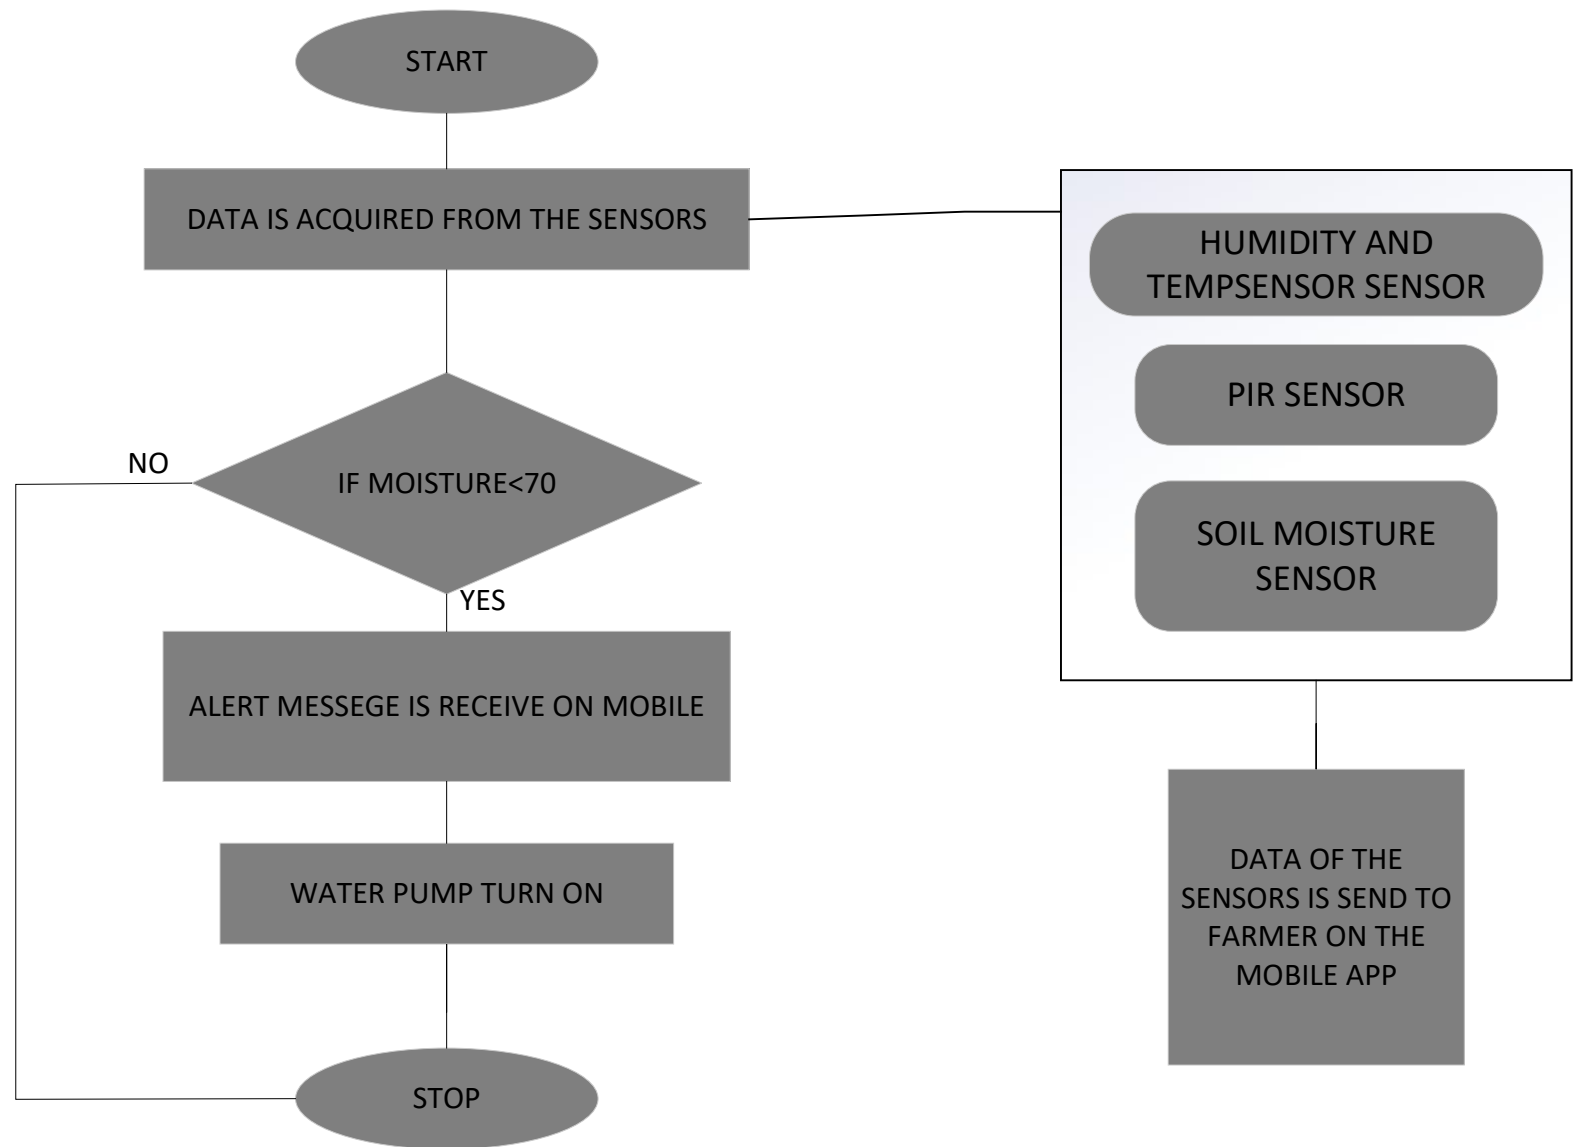 START
DATA IS ACQUIRED FROM THE SENSORS
HUMIDITY AND
TEMPSENSOR SENSOR
PIR SENSOR
SOIL MOISTURE
SENSOR
NO
IF MOISTURE<70
YES
ALERT MESSEGE IS RECEIVE ON MOBILE
WATER PUMP TURN ON
DATA OF THE
SENSORS IS SEND TO
FARMER ON THE
MOBILE APP
STOP